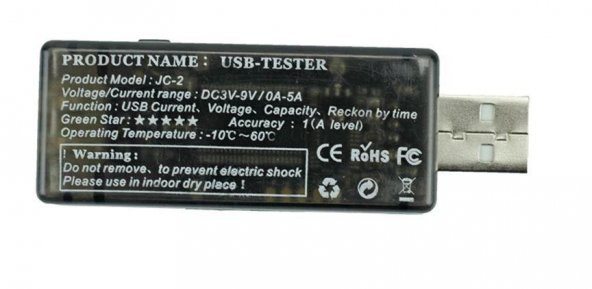 PRODUCT NAME: USB-TESTER
Product Model : JC-2
Voltage/Current range : DC3V-9V / 0A-5A
Function : USB Current、Voltage、Capacity、Reckon by time
Green Star : ★★★★★ Accuracy : 1(A level)
Operating Temperature : -10℃~60℃
! Warning:
Do not remove、to prevent electric shock
Please use in indoor dry place !
CE RoHS FC